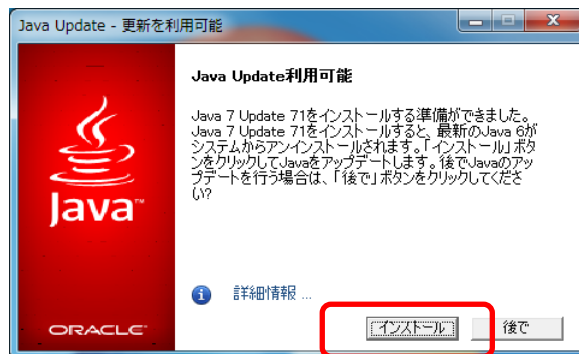 Java Update - 更新を利用可能
Java Update利用可能
Java 7 Update 71をインストールする準備ができました。
Java 7 Update 71をインストールすると、最新のJava 6が
システムからアンインストールされます。「インストール」ボタ
ンをクリックしてJavaをアップデートします。後でJavaのアッ
プデートを行う場合は、「後で」ボタンをクリックしてくださ
い?
Java™
詳細情報 ...
ORACLE
インストール
後で